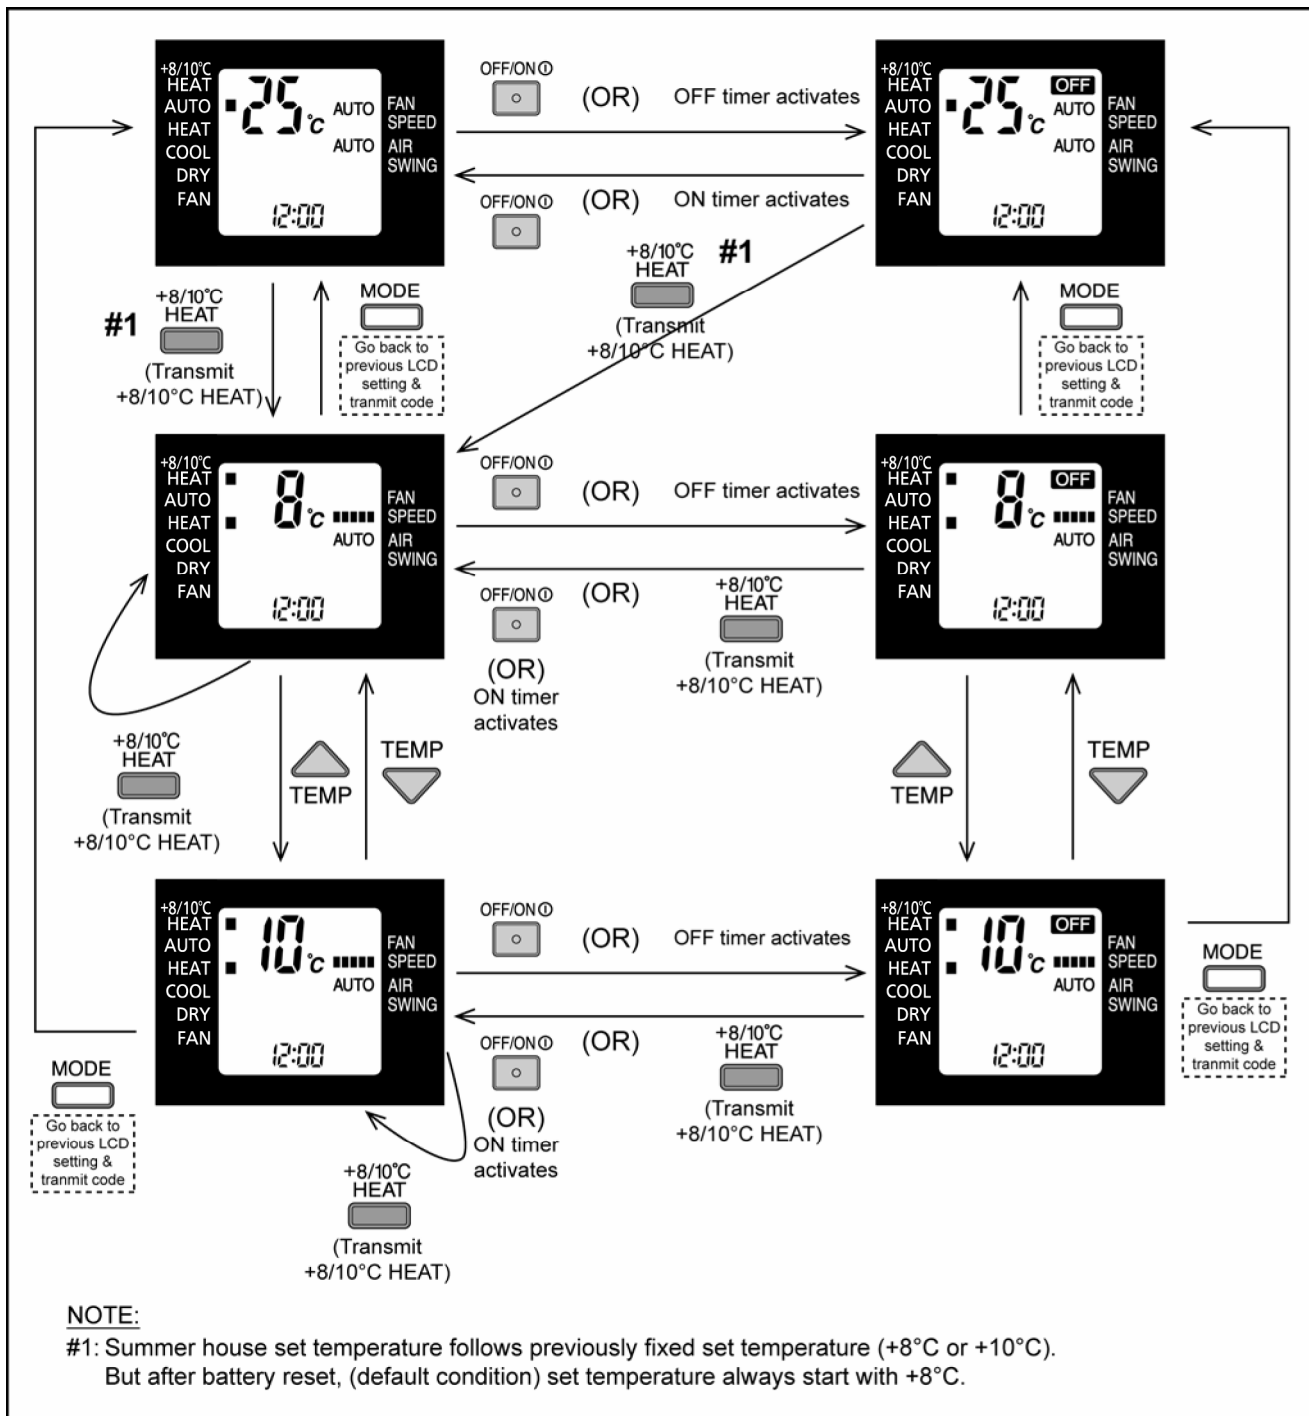 +8/10°C
HEAT
AUTO
HEAT
COOL
DRY
FAN
25 °C
AUTO
AUTO
12:00
FAN
SPEED
AIR
SWING
OFF/ON
(OR) OFF timer activates
OFF/ON
(OR) ON timer activates
+8/10°C
HEAT
AUTO
HEAT
COOL
DRY
FAN
25 °C
OFF
AUTO
AUTO
12:00
FAN
SPEED
AIR
SWING
#1
+8/10°C
HEAT
(Transmit
+8/10°C HEAT)
MODE
Go back to
previous LCD
setting &
tranmit code
+8/10°C
HEAT
#1
(Transmit
+8/10°C HEAT)
MODE
Go back to
previous LCD
setting &
tranmit code
+8/10°C
HEAT
AUTO
HEAT
COOL
DRY
FAN
8 °C
AUTO
12:00
FAN
SPEED
AIR
SWING
OFF/ON
(OR) OFF timer activates
OFF/ON
(OR)
(OR)
ON timer
activates
+8/10°C
HEAT
(Transmit
+8/10°C HEAT)
+8/10°C
HEAT
AUTO
HEAT
COOL
DRY
FAN
8 °C
OFF
AUTO
12:00
FAN
SPEED
AIR
SWING
+8/10°C
HEAT
(Transmit
+8/10°C HEAT)
TEMP
TEMP
TEMP
TEMP
+8/10°C
HEAT
AUTO
HEAT
COOL
DRY
FAN
10 °C
AUTO
12:00
FAN
SPEED
AIR
SWING
OFF/ON
(OR) OFF timer activates
OFF/ON
(OR)
(OR)
ON timer
activates
+8/10°C
HEAT
(Transmit
+8/10°C HEAT)
+8/10°C
HEAT
AUTO
HEAT
COOL
DRY
FAN
10 °C
OFF
AUTO
12:00
FAN
SPEED
AIR
SWING
MODE
Go back to
previous LCD
setting &
tranmit code
MODE
Go back to
previous LCD
setting &
tranmit code
+8/10°C
HEAT
(Transmit
+8/10°C HEAT)
NOTE:
#1: Summer house set temperature follows previously fixed set temperature (+8°C or +10°C).
But after battery reset, (default condition) set temperature always start with +8°C.